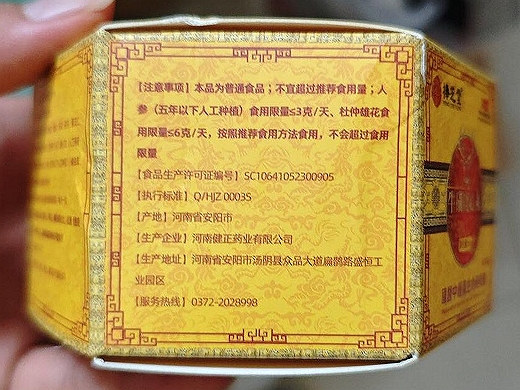 【注意事项】本品为普通食品；不宜超过推荐食用量；人
参（五年以下人工种植）食用限量≤3克/天、杜仲雄花食
用限量≤6克/天，按照推荐食用方法食用，不会超过食用
限量
【食品生产许可证编号】SC10641052300905
【执行标准】Q/HJZ 0003S
【产地】河南省安阳市
【生产企业】河南健正药业有限公司
【生产地址】河南省安阳市汤阴县众品大道扁鹊路盛恒工
业园区
【服务热线】0372-2028998